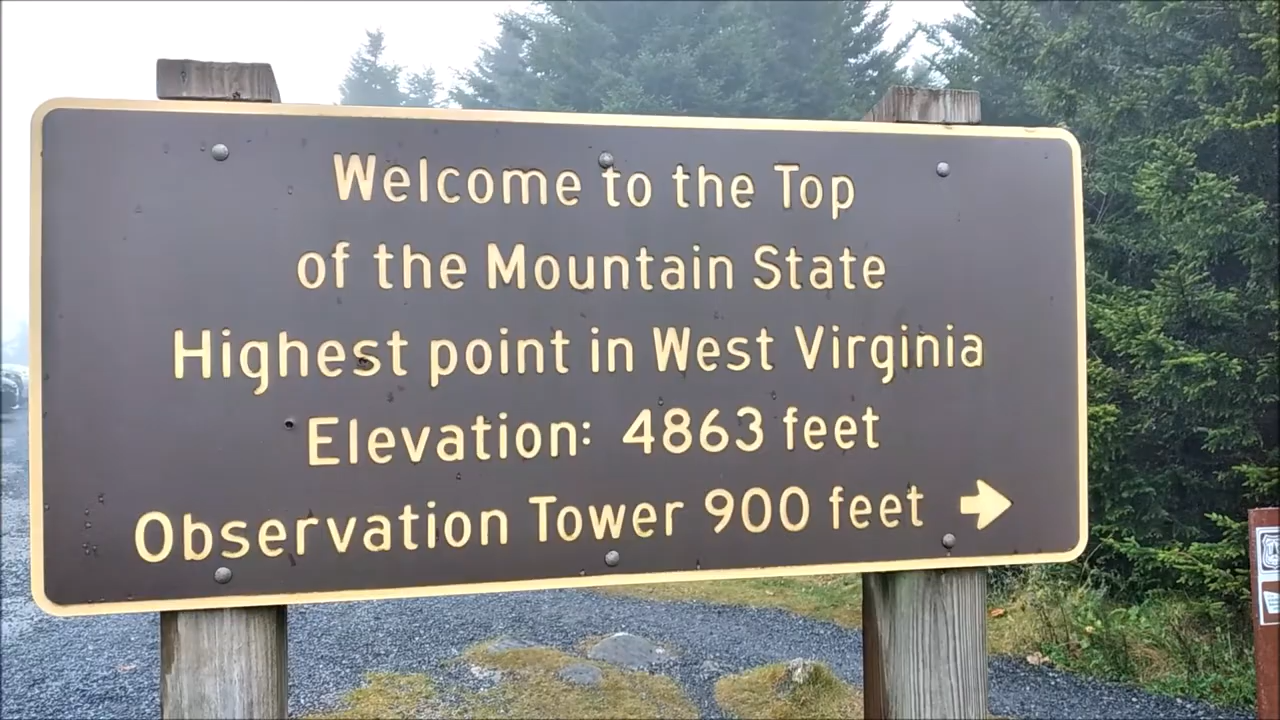 Welcome to the Top
of the Mountain State
Highest point in West Virginia
Elevation: 4863 feet
Observation Tower 900 feet